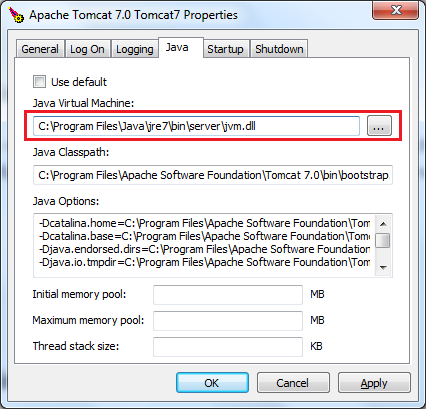 Apache Tomcat 7.0 Tomcat7 Properties
General Log On Logging Java Startup Shutdown
Use default
Java Virtual Machine:
C:\Program Files\Java\jre7\bin\server\jvm.dll
...
Java Classpath:
C:\Program Files\Apache Software Foundation\Tomcat 7.0\bin\bootstrap
Java Options:
-Dcatalina.home=C:\Program Files\Apache Software Foundation\Tom
-Dcatalina.base=C:\Program Files\Apache Software Foundation\Tom
-Djava.endorsed.dirs=C:\Program Files\Apache Software Foundation\
-Djava.io.tmpdir=C:\Program Files\Apache Software Foundation\Tom
Initial memory pool: MB
Maximum memory pool: MB
Thread stack size: KB
OK Cancel Apply